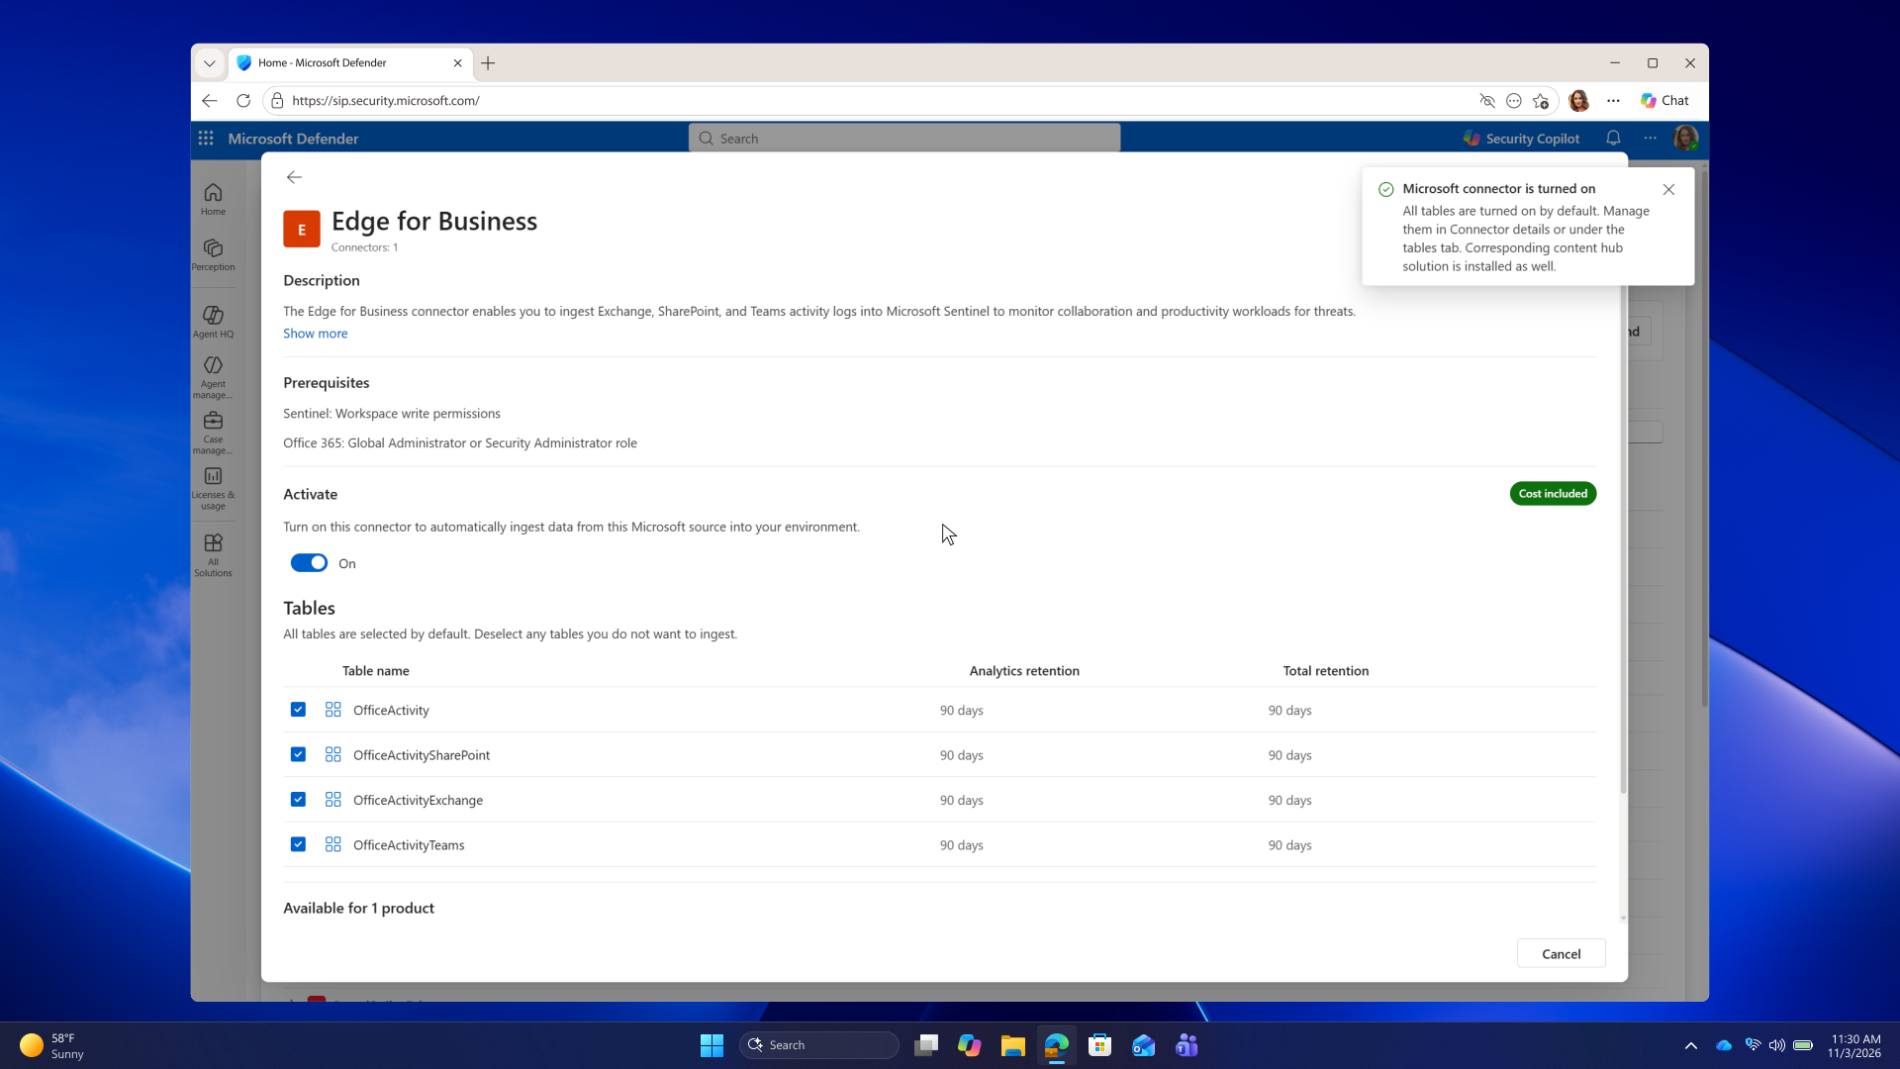 Home - Microsoft Defender
https://sip.security.microsoft.com/
Chat
Microsoft Defender
Search
Security Copilot
Home
Perception
Agent HQ
Agent
manage...
Case
manage...
Licenses &
usage
All
Solutions
E
Edge for Business
Connectors: 1
Microsoft connector is turned on
All tables are turned on by default. Manage
them in Connector details or under the
tables tab. Corresponding content hub
solution is installed as well.
Description
The Edge for Business connector enables you to ingest Exchange, SharePoint, and Teams activity logs into Microsoft Sentinel to monitor collaboration and productivity workloads for threats.
Show more
Prerequisites
Sentinel: Workspace write permissions
Office 365: Global Administrator or Security Administrator role
Activate
Cost included
Turn on this connector to automatically ingest data from this Microsoft source into your environment.
On
Tables
All tables are selected by default. Deselect any tables you do not want to ingest.
Table name Analytics retention Total retention
OfficeActivity 90 days 90 days
OfficeActivitySharePoint 90 days 90 days
OfficeActivityExchange 90 days 90 days
OfficeActivityTeams 90 days 90 days
Available for 1 product
Cancel
58°F
Sunny
Search
11:30 AM
11/3/2026